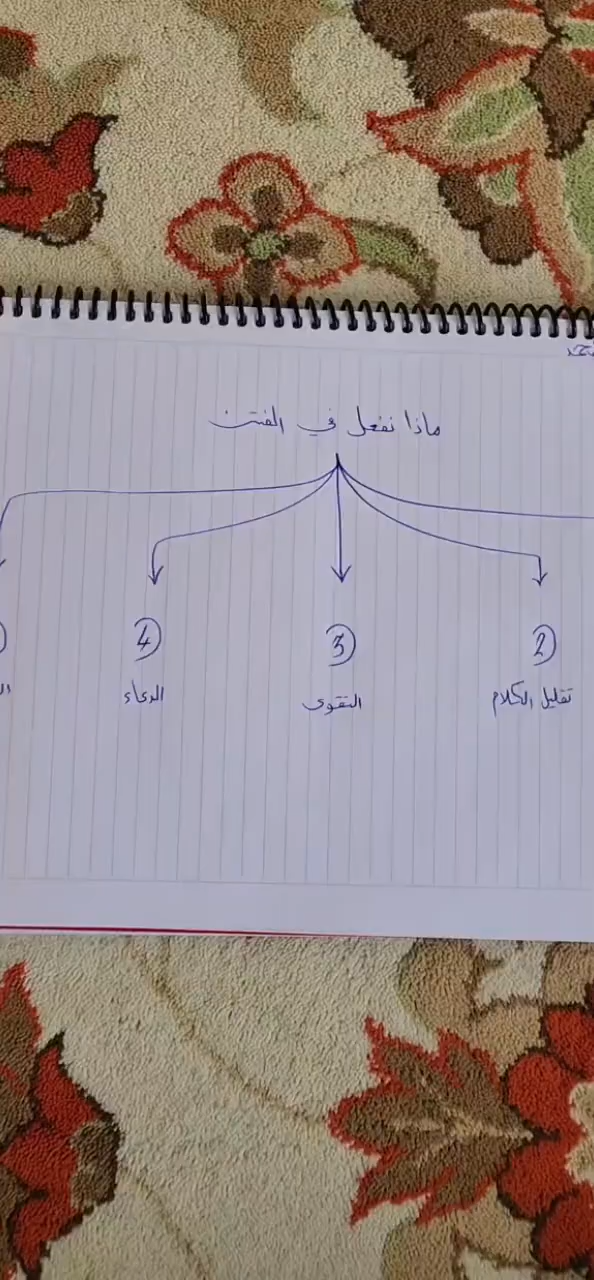 ماذا نفعل في الفتن
②
تقليل الكلام
③
التقوى
④
الدعاء